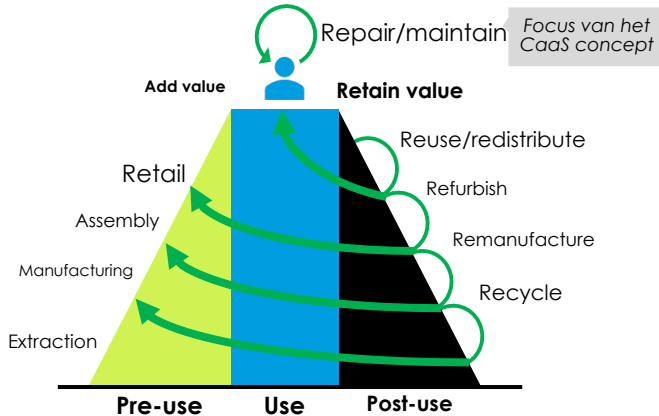 Repair/maintain
Focus van het
CaaS concept
Add value
Retain value
Reuse/redistribute
Retail
Refurbish
Assembly
Remanufacture
Manufacturing
Recycle
Extraction
Pre-use
Use
Post-use